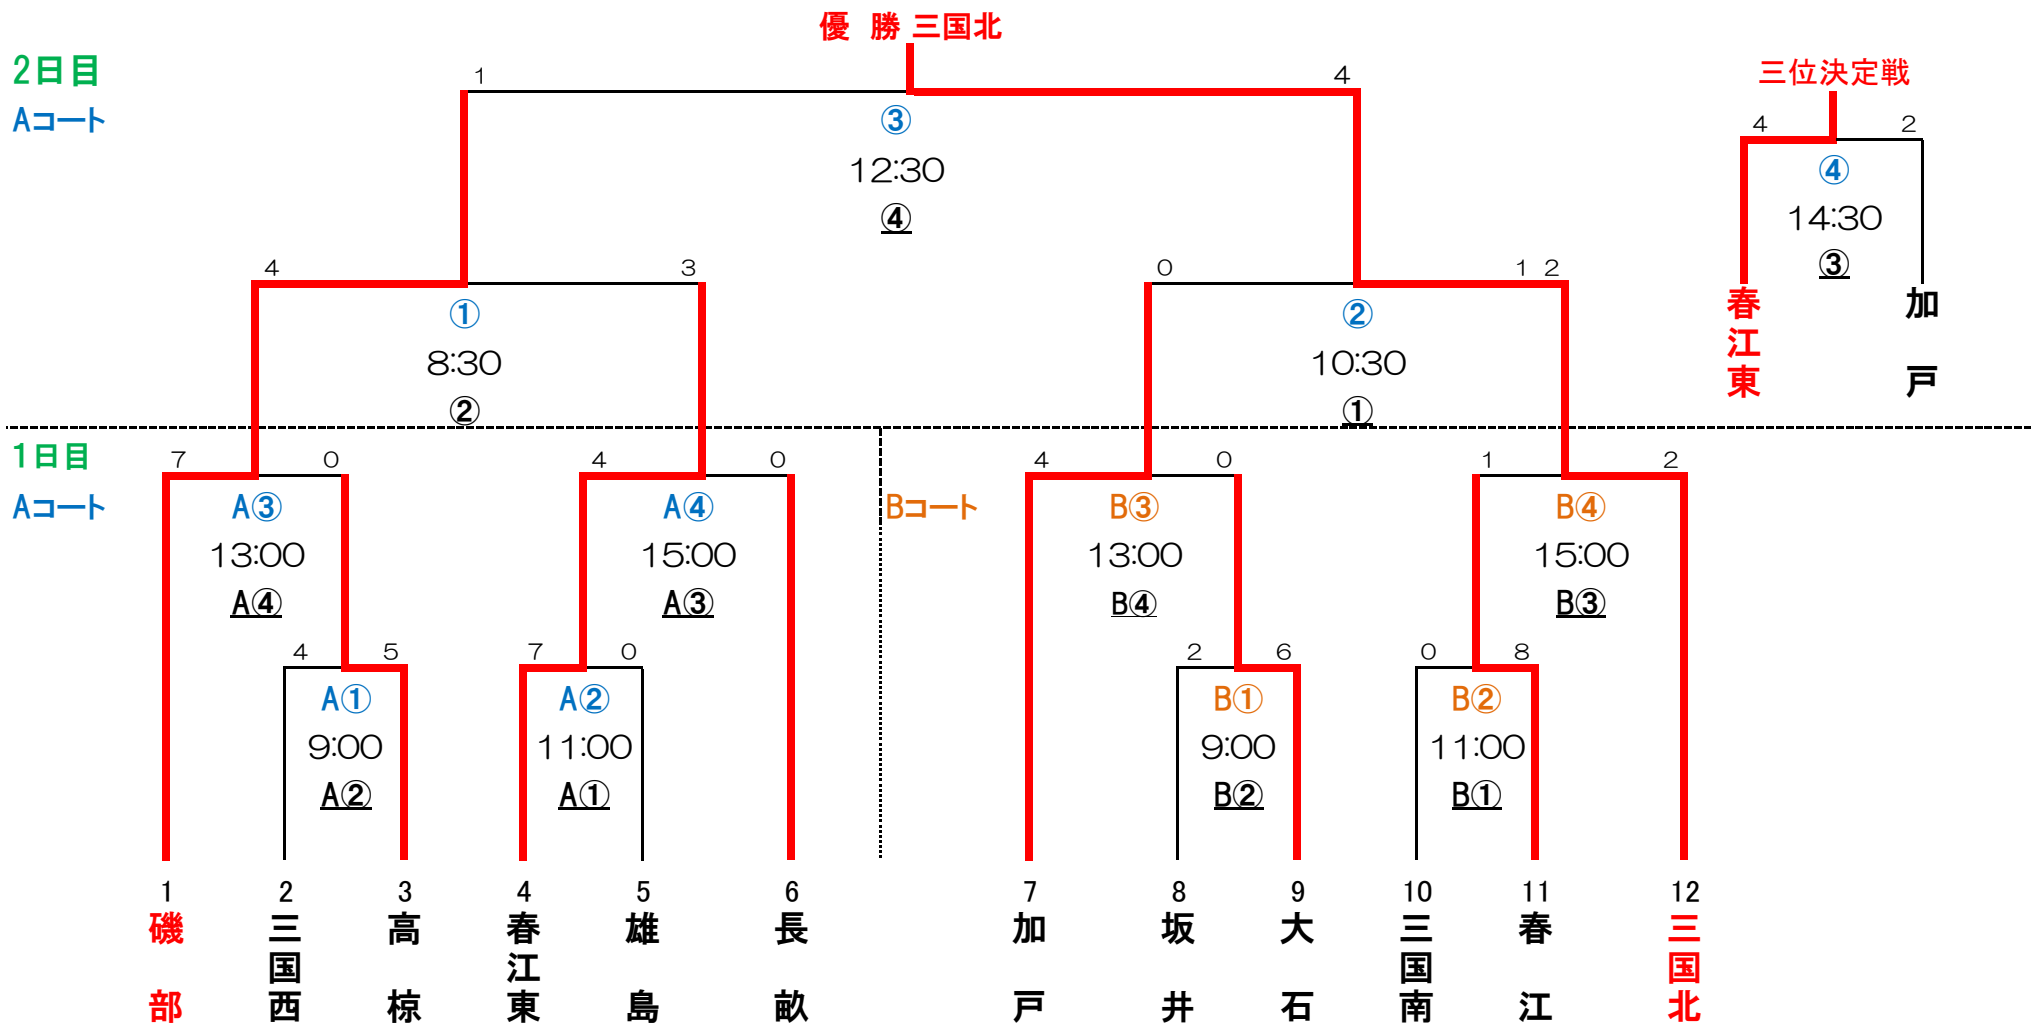 優 勝 三国北
2日目
Aコート
1
4
③
12:30
④
三位決定戦
4
2
④
14:30
③
春江東
加 戸
4
3
①
8:30
②
0
12
②
10:30
①
1日目
Aコート
Bコート
7
0
A③
13:00
A④
4
0
A④
15:00
A③
4
0
B③
13:00
B④
1
2
B④
15:00
B③
4
5
A①
9:00
A②
7
0
A②
11:00
A①
2
6
B①
9:00
B②
0
8
B②
11:00
B①
1
磯 部
2
三国西
3
高 椋
4
春江東
5
雄 島
6
長 畝
7
加 戸
8
坂 井
9
大 石
10
三国南
11
春 江
12
三国北